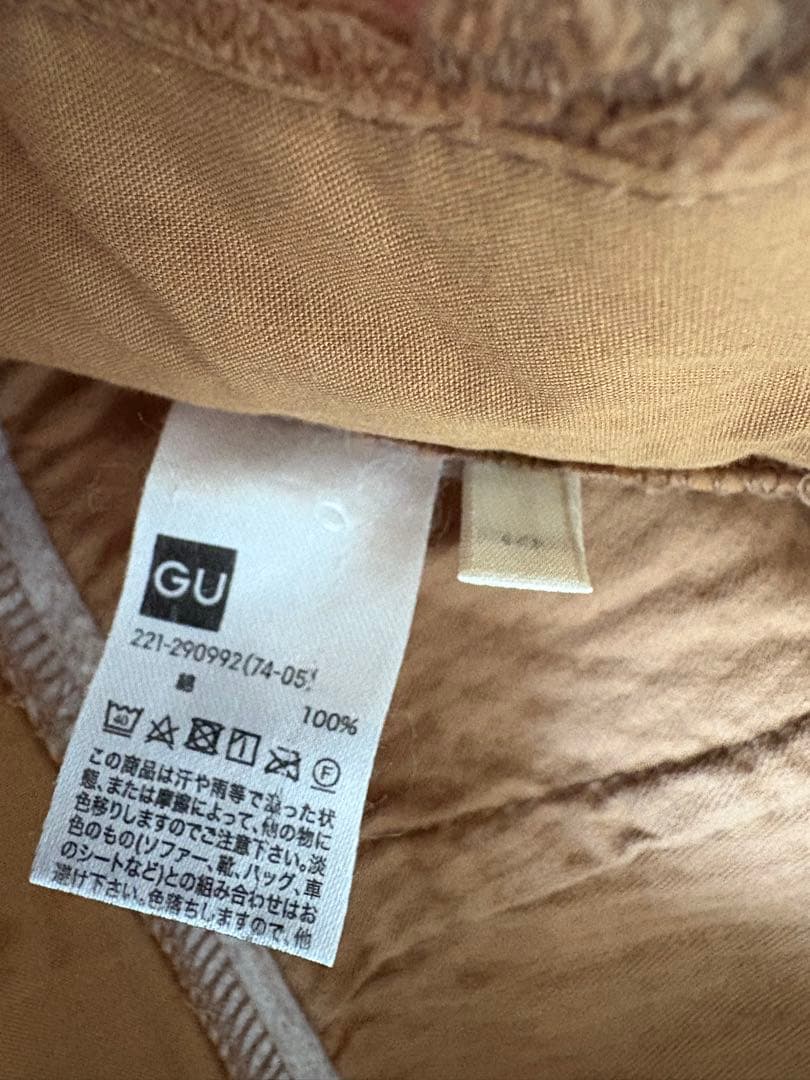 GU
221-290992(74-05)
綿
100%
40
F
この商品は汗や雨等で湿った状
態、または摩擦によって、他の物に
色移りしますのでご注意下さい。淡
色のもの(ソファー、靴、バッグ、車
のシートなど)との組み合わせはお
避け下さい。色落ちしますので、他